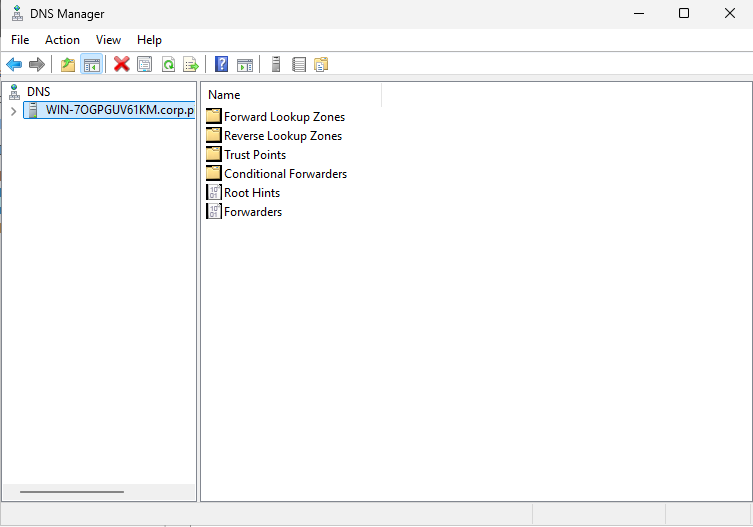 DNS Manager
File Action View Help
DNS
WIN-7OGPGUV61KM.corp.p
Name
Forward Lookup Zones
Reverse Lookup Zones
Trust Points
Conditional Forwarders
Root Hints
Forwarders